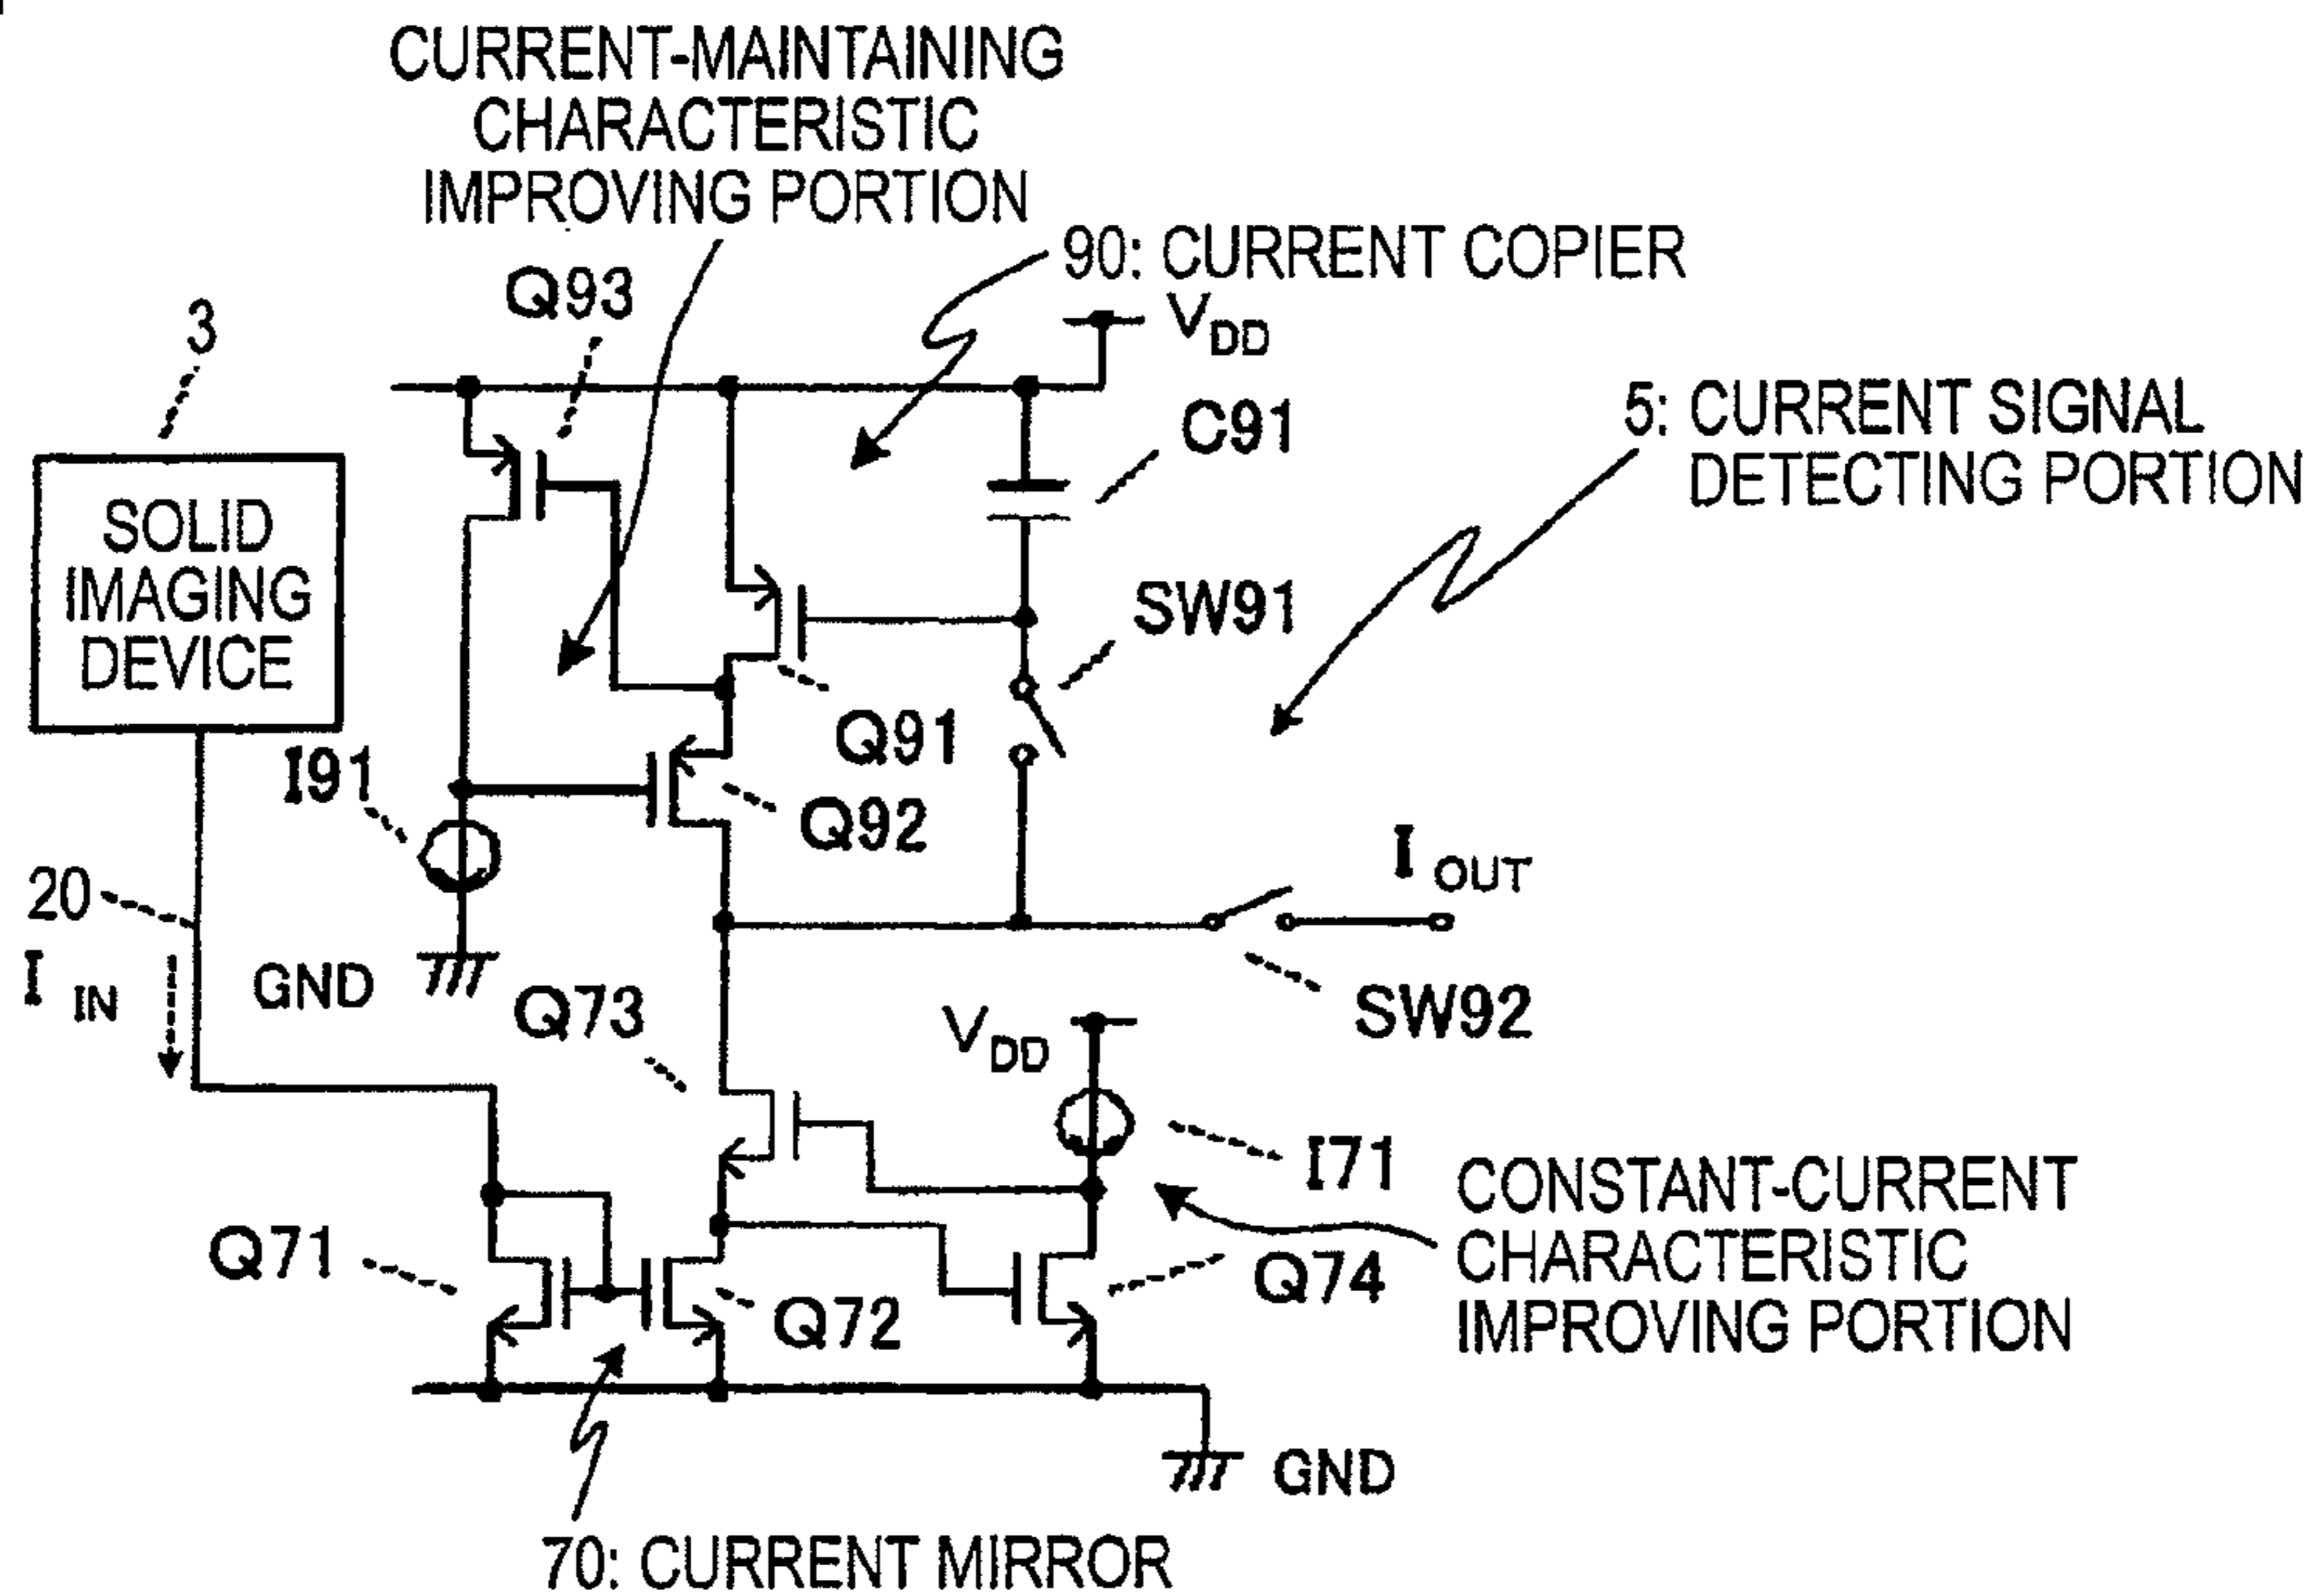 CURRENT-MAINTAINING
CHARACTERISTIC
IMPROVING PORTION
90: CURRENT COPIER
Q93
VDD
3
C91
5: CURRENT SIGNAL
DETECTING PORTION
SOLID
IMAGING
DEVICE
SW91
Q91
I91
Q92
20
IOUT
IIN
GND
Q73
SW92
VDD
I71
CONSTANT-CURRENT
CHARACTERISTIC
IMPROVING PORTION
Q71
Q72
Q74
GND
70: CURRENT MIRROR